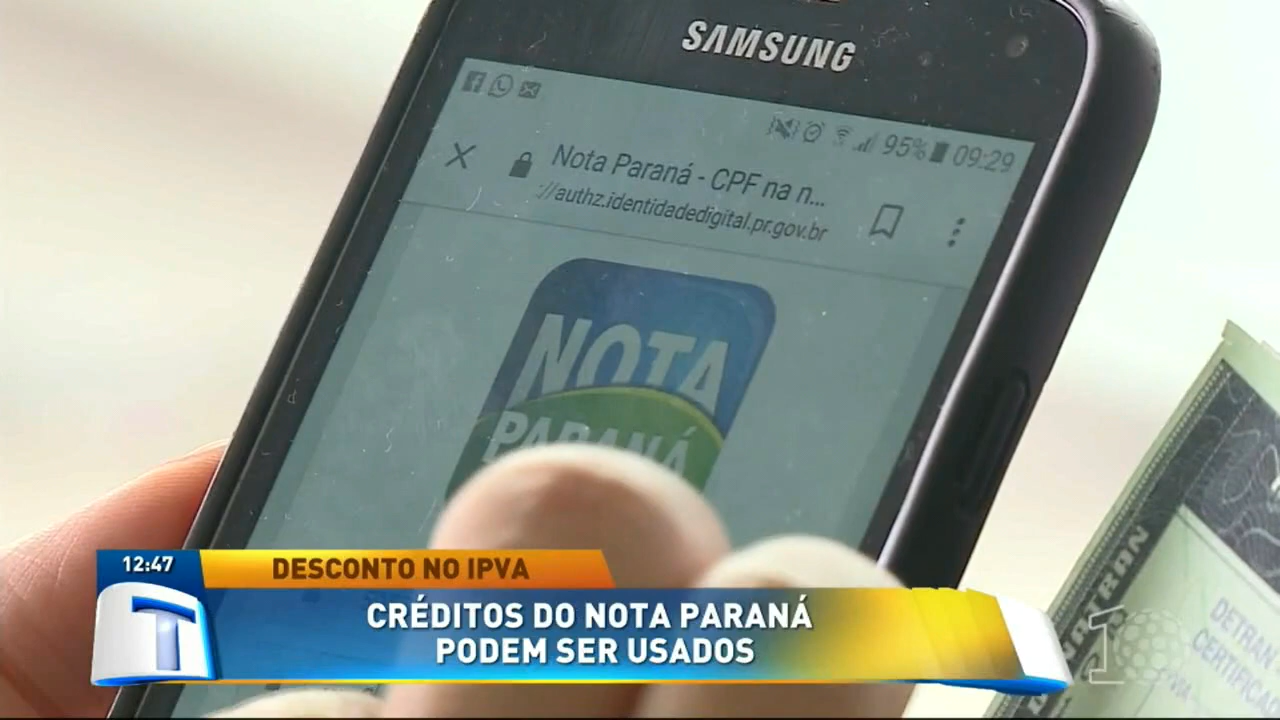 SAMSUNG
95% 09:29
Nota Paraná - CPF na n...
://authz.identidadedigital.pr.gov.br
NOTA
PARANÁ
12:47
DESCONTO NO IPVA
T
CRÉDITOS DO NOTA PARANÁ
PODEM SER USADOS
DETRAN
CERTIFICA